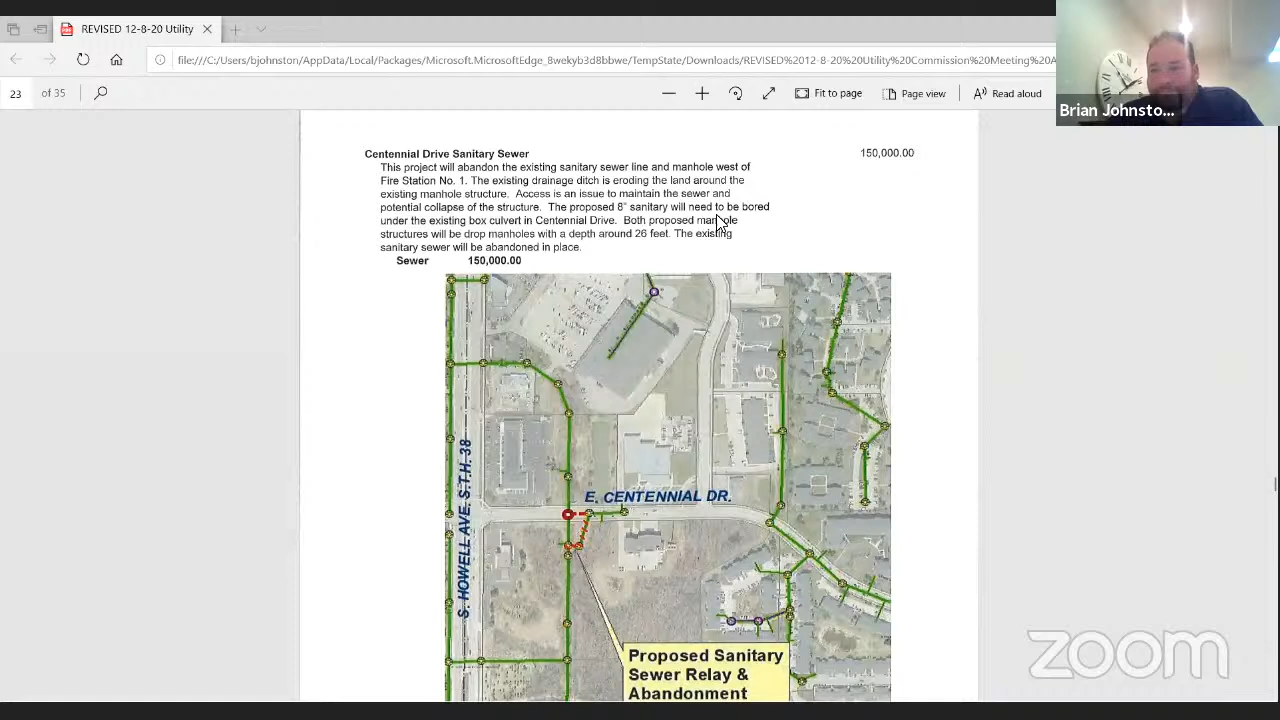 REVISED 12-8-20 Utility
file:///C:/Users/bjohnston/AppData/Local/Packages/Microsoft.MicrosoftEdge_8wekyb3d8bbwe/TempState/Downloads/REVISED%2012-8-20%20Utility%20Commission%20Meeting%20A
23 of 35
Fit to page
Page view
Read aloud
Brian Johnsto...
Centennial Drive Sanitary Sewer 150,000.00
This project will abandon the existing sanitary sewer line and manhole west of
Fire Station No. 1. The existing drainage ditch is eroding the land around the
existing manhole structure. Access is an issue to maintain the sewer and
potential collapse of the structure. The proposed 8" sanitary will need to be bored
under the existing box culvert in Centennial Drive. Both proposed manhole
structures will be drop manholes with a depth around 26 feet. The existing
sanitary sewer will be abandoned in place.
Sewer 150,000.00
S. HOWELL AVE. S.T.H. 38
E. CENTENNIAL DR.
Proposed Sanitary
Sewer Relay &
Abandonment
zoom